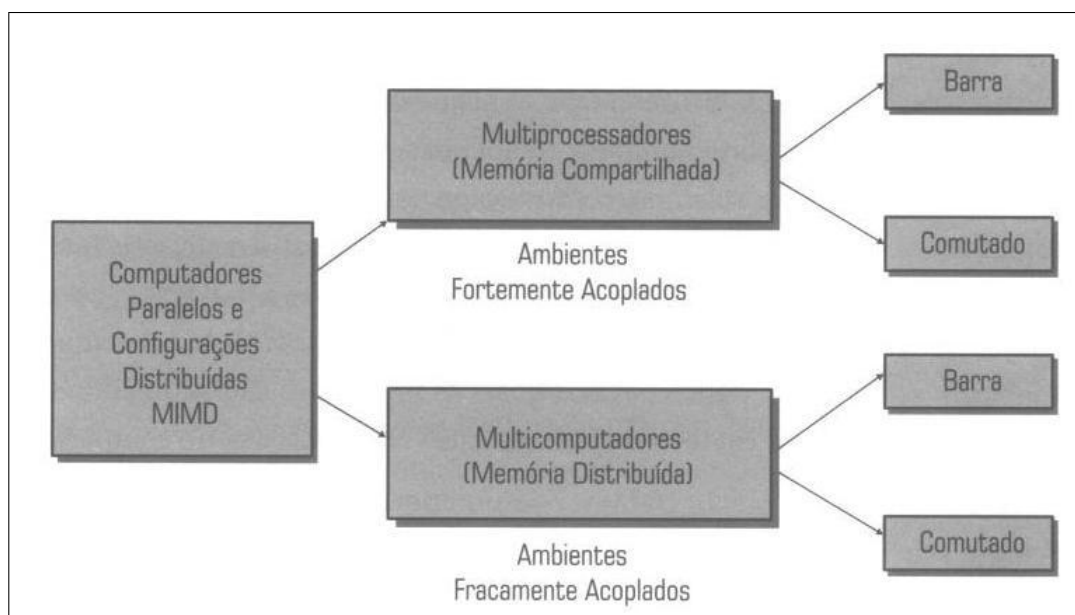 Computadores
Paralelos e
Configurações
Distribuídas
MIMD
Multiprocessadores
(Memória Compartilhada)
Ambientes
Fortemente Acoplados
Barra
Comutado
Multicomputadores
(Memória Distribuída)
Ambientes
Fracamente Acoplados
Barra
Comutado